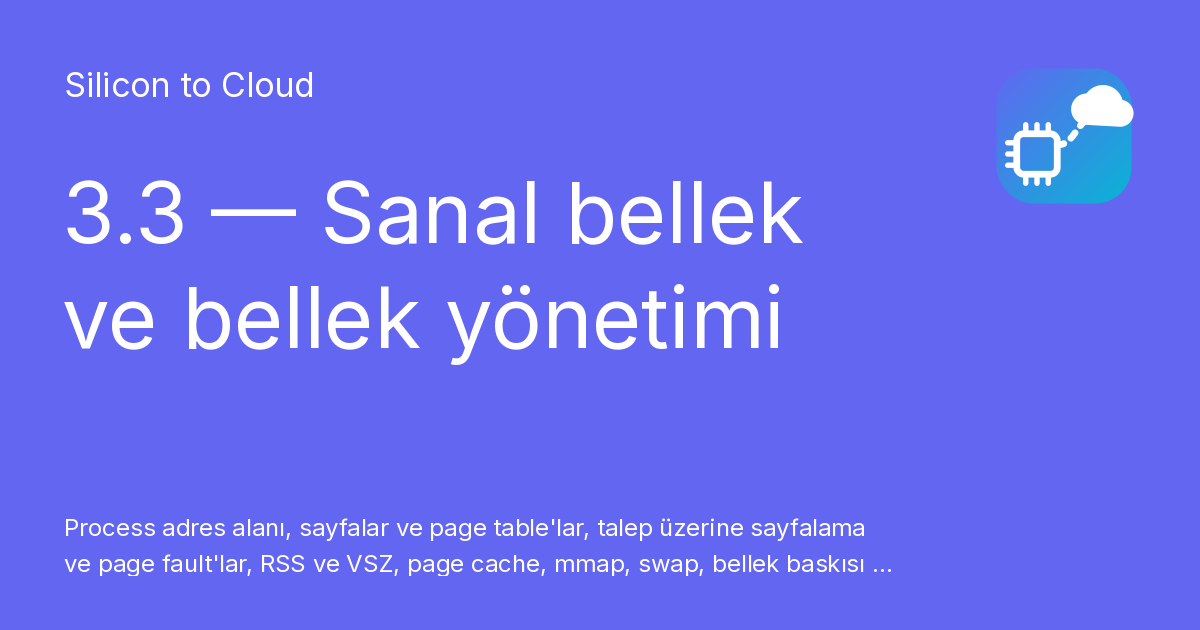 Silicon to Cloud
3.3 — Sanal bellek
ve bellek yönetimi
Process adres alanı, sayfalar ve page table'lar, talep üzerine sayfalama
ve page fault'lar, RSS ve VSZ, page cache, mmap, swap, bellek baskısı ...